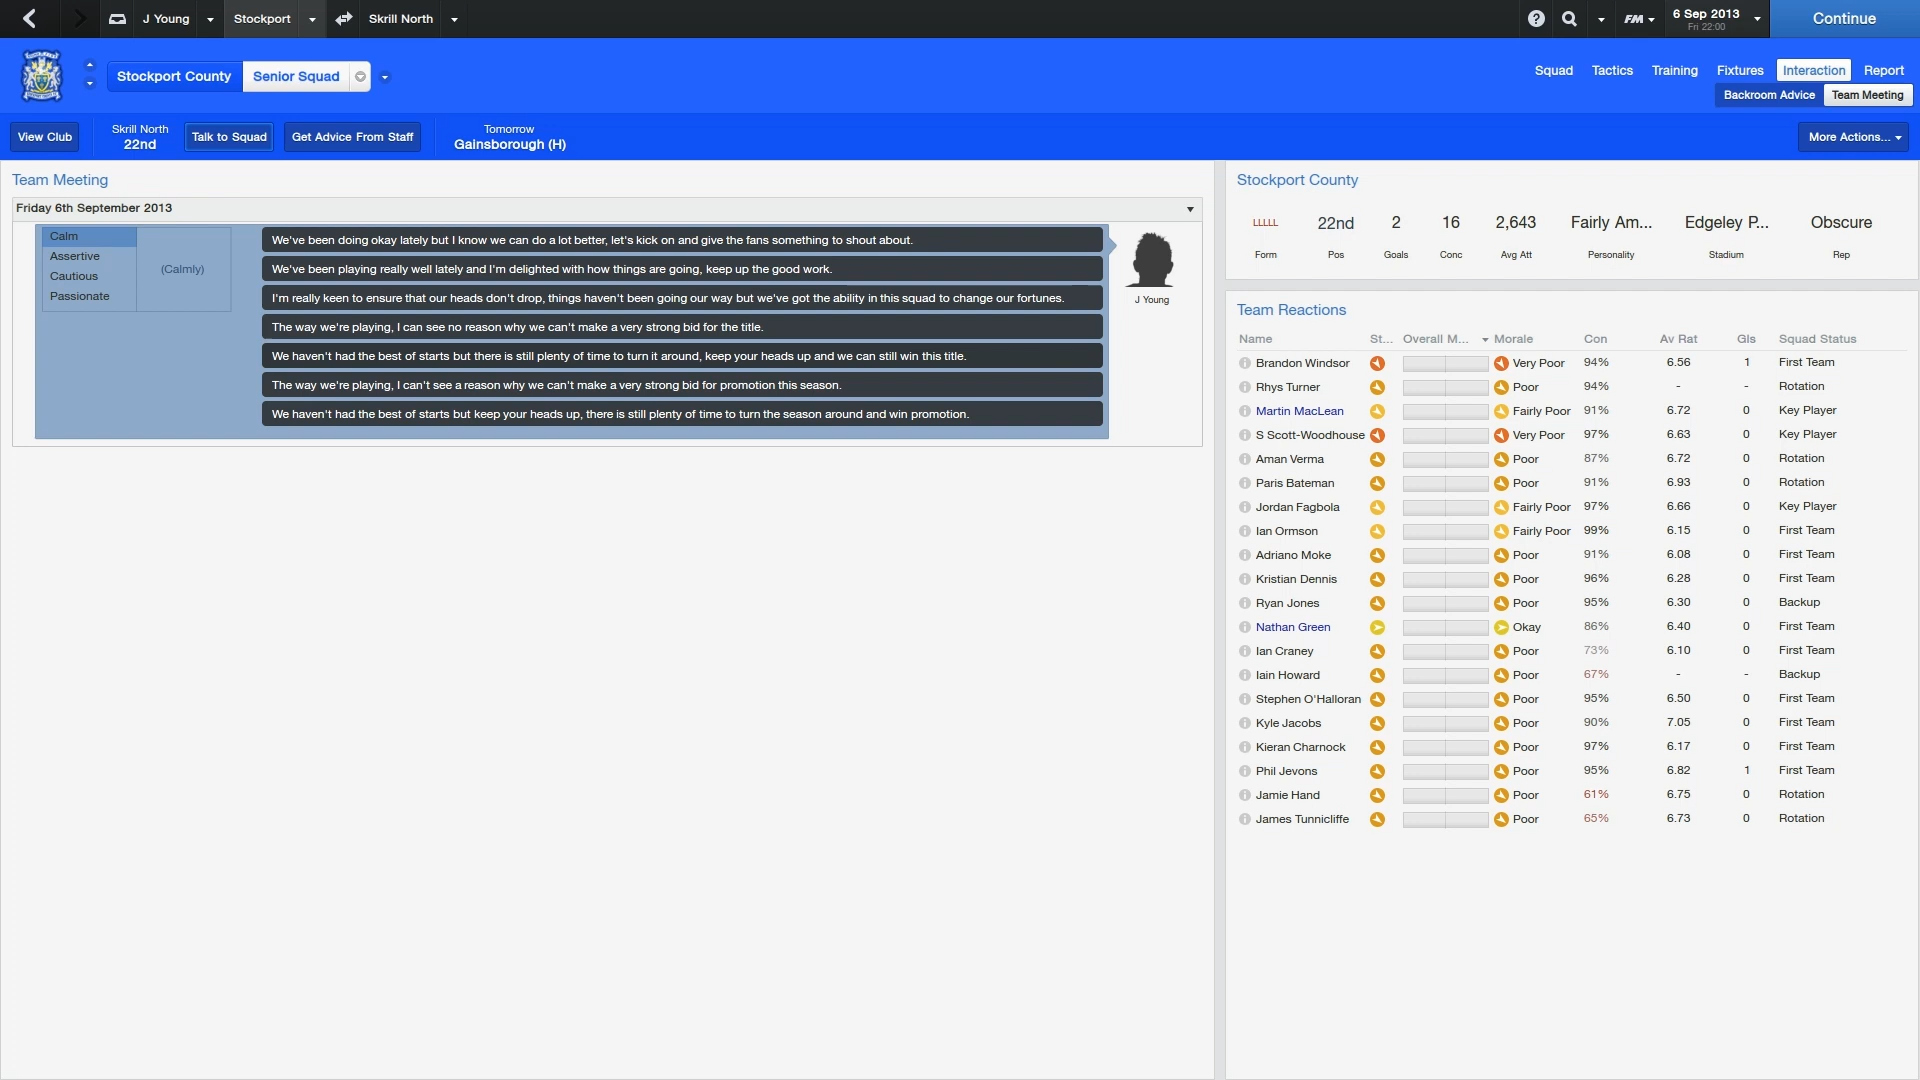 J Young
Stockport
Skrill North
?
FM
6 Sep 2013
Fri 22:00
Continue
Stockport County
Senior Squad
Squad
Tactics
Training
Fixtures
Interaction
Report
Backroom Advice
Team Meeting
View Club
Skrill North
22nd
Talk to Squad
Get Advice From Staff
Tomorrow
Gainsborough (H)
More Actions...
Team Meeting
Friday 6th September 2013
Calm
Assertive
Cautious
Passionate
(Calmly)
We've been doing okay lately but I know we can do a lot better, let's kick on and give the fans something to shout about.
We've been playing really well lately and I'm delighted with how things are going, keep up the good work.
I'm really keen to ensure that our heads don't drop, things haven't been going our way but we've got the ability in this squad to change our fortunes.
The way we're playing, I can see no reason why we can't make a very strong bid for the title.
We haven't had the best of starts but there is still plenty of time to turn it around, keep your heads up and we can still win this title.
The way we're playing, I can't see a reason why we can't make a very strong bid for promotion this season.
We haven't had the best of starts but keep your heads up, there is still plenty of time to turn the season around and win promotion.
J Young
Stockport County
LLLLL 22nd 2 16 2,643 Fairly Am... Edgeley P... Obscure
Form Pos Goals Conc Avg Att Personality Stadium Rep
Team Reactions
Name St... Overall M... Morale Con Av Rat Gls Squad Status
Brandon Windsor Very Poor 94% 6.56 1 First Team
Rhys Turner Poor 94% - - Rotation
Martin MacLean Fairly Poor 91% 6.72 0 Key Player
S Scott-Woodhouse Very Poor 97% 6.63 0 Key Player
Aman Verma Poor 87% 6.72 0 Rotation
Paris Bateman Poor 91% 6.93 0 Rotation
Jordan Fagbola Fairly Poor 97% 6.66 0 Key Player
Ian Ormson Fairly Poor 99% 6.15 0 First Team
Adriano Moke Poor 91% 6.08 0 First Team
Kristian Dennis Poor 96% 6.28 0 First Team
Ryan Jones Poor 95% 6.30 0 Backup
Nathan Green Okay 86% 6.40 0 First Team
Ian Craney Poor 73% 6.10 0 First Team
Iain Howard Poor 67% - - Backup
Stephen O'Halloran Poor 95% 6.50 0 First Team
Kyle Jacobs Poor 90% 7.05 0 First Team
Kieran Charnock Poor 97% 6.17 0 First Team
Phil Jevons Poor 95% 6.82 1 First Team
Jamie Hand Poor 61% 6.75 0 Rotation
James Tunnicliffe Poor 65% 6.73 0 Rotation